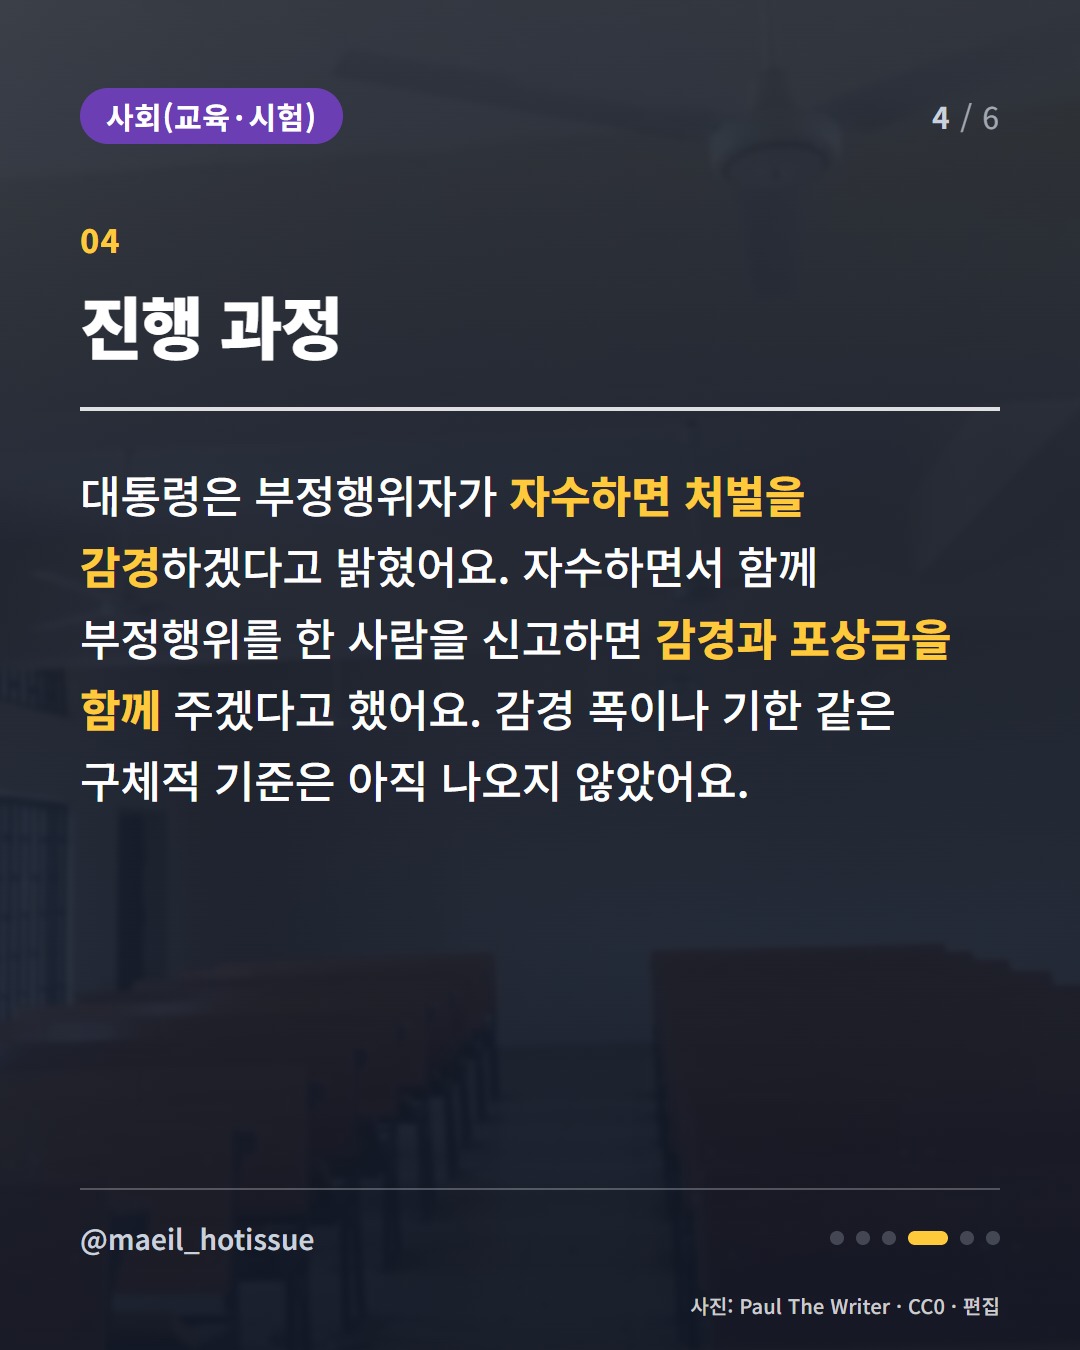 사회(교육·시험)
4 / 6
04
진행 과정
대통령은 부정행위자가 자수하면 처벌을
감경하겠다고 밝혔어요. 자수하면서 함께
부정행위를 한 사람을 신고하면 감경과 포상금을
함께 주겠다고 했어요. 감경 폭이나 기한 같은
구체적 기준은 아직 나오지 않았어요.
@maeil_hotissue
사진: Paul The Writer · CC0 · 편집